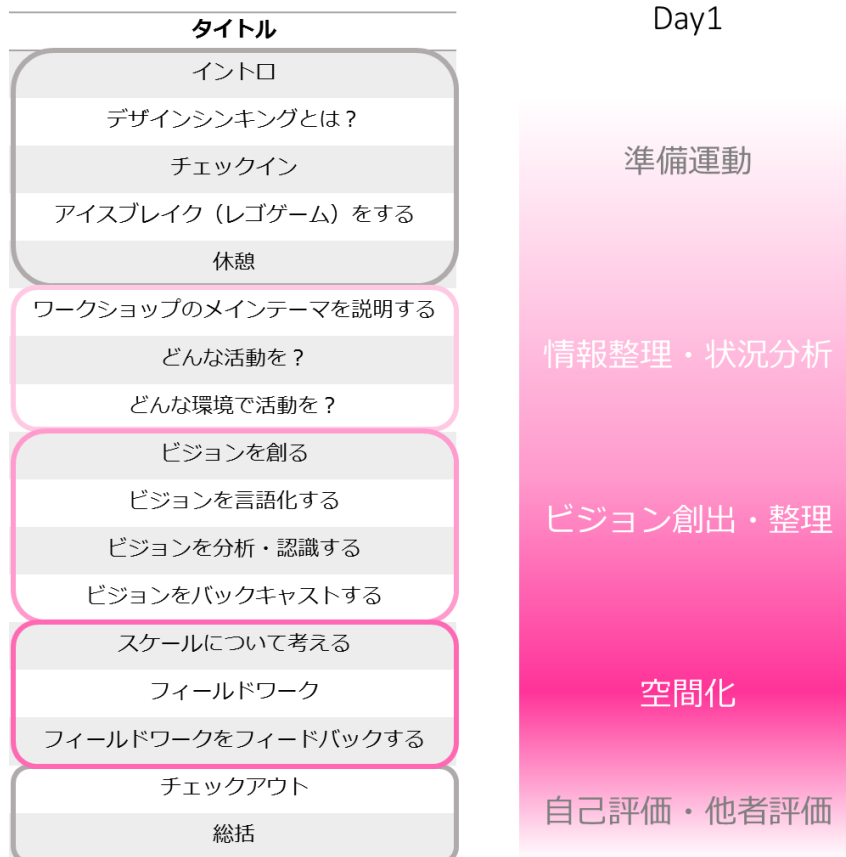 タイトル
イントロ
デザインシンキングとは？
チェックイン
アイスブレイク（レゴゲーム）をする
休憩
ワークショップのメインテーマを説明する
どんな活動を？
どんな環境で活動を？
ビジョンを創る
ビジョンを言語化する
ビジョンを分析・認識する
ビジョンをバックキャストする
スケールについて考える
フィールドワーク
フィールドワークをフィードバックする
チェックアウト
総括
Day1
準備運動
情報整理・状況分析
ビジョン創出・整理
空間化
自己評価・他者評価